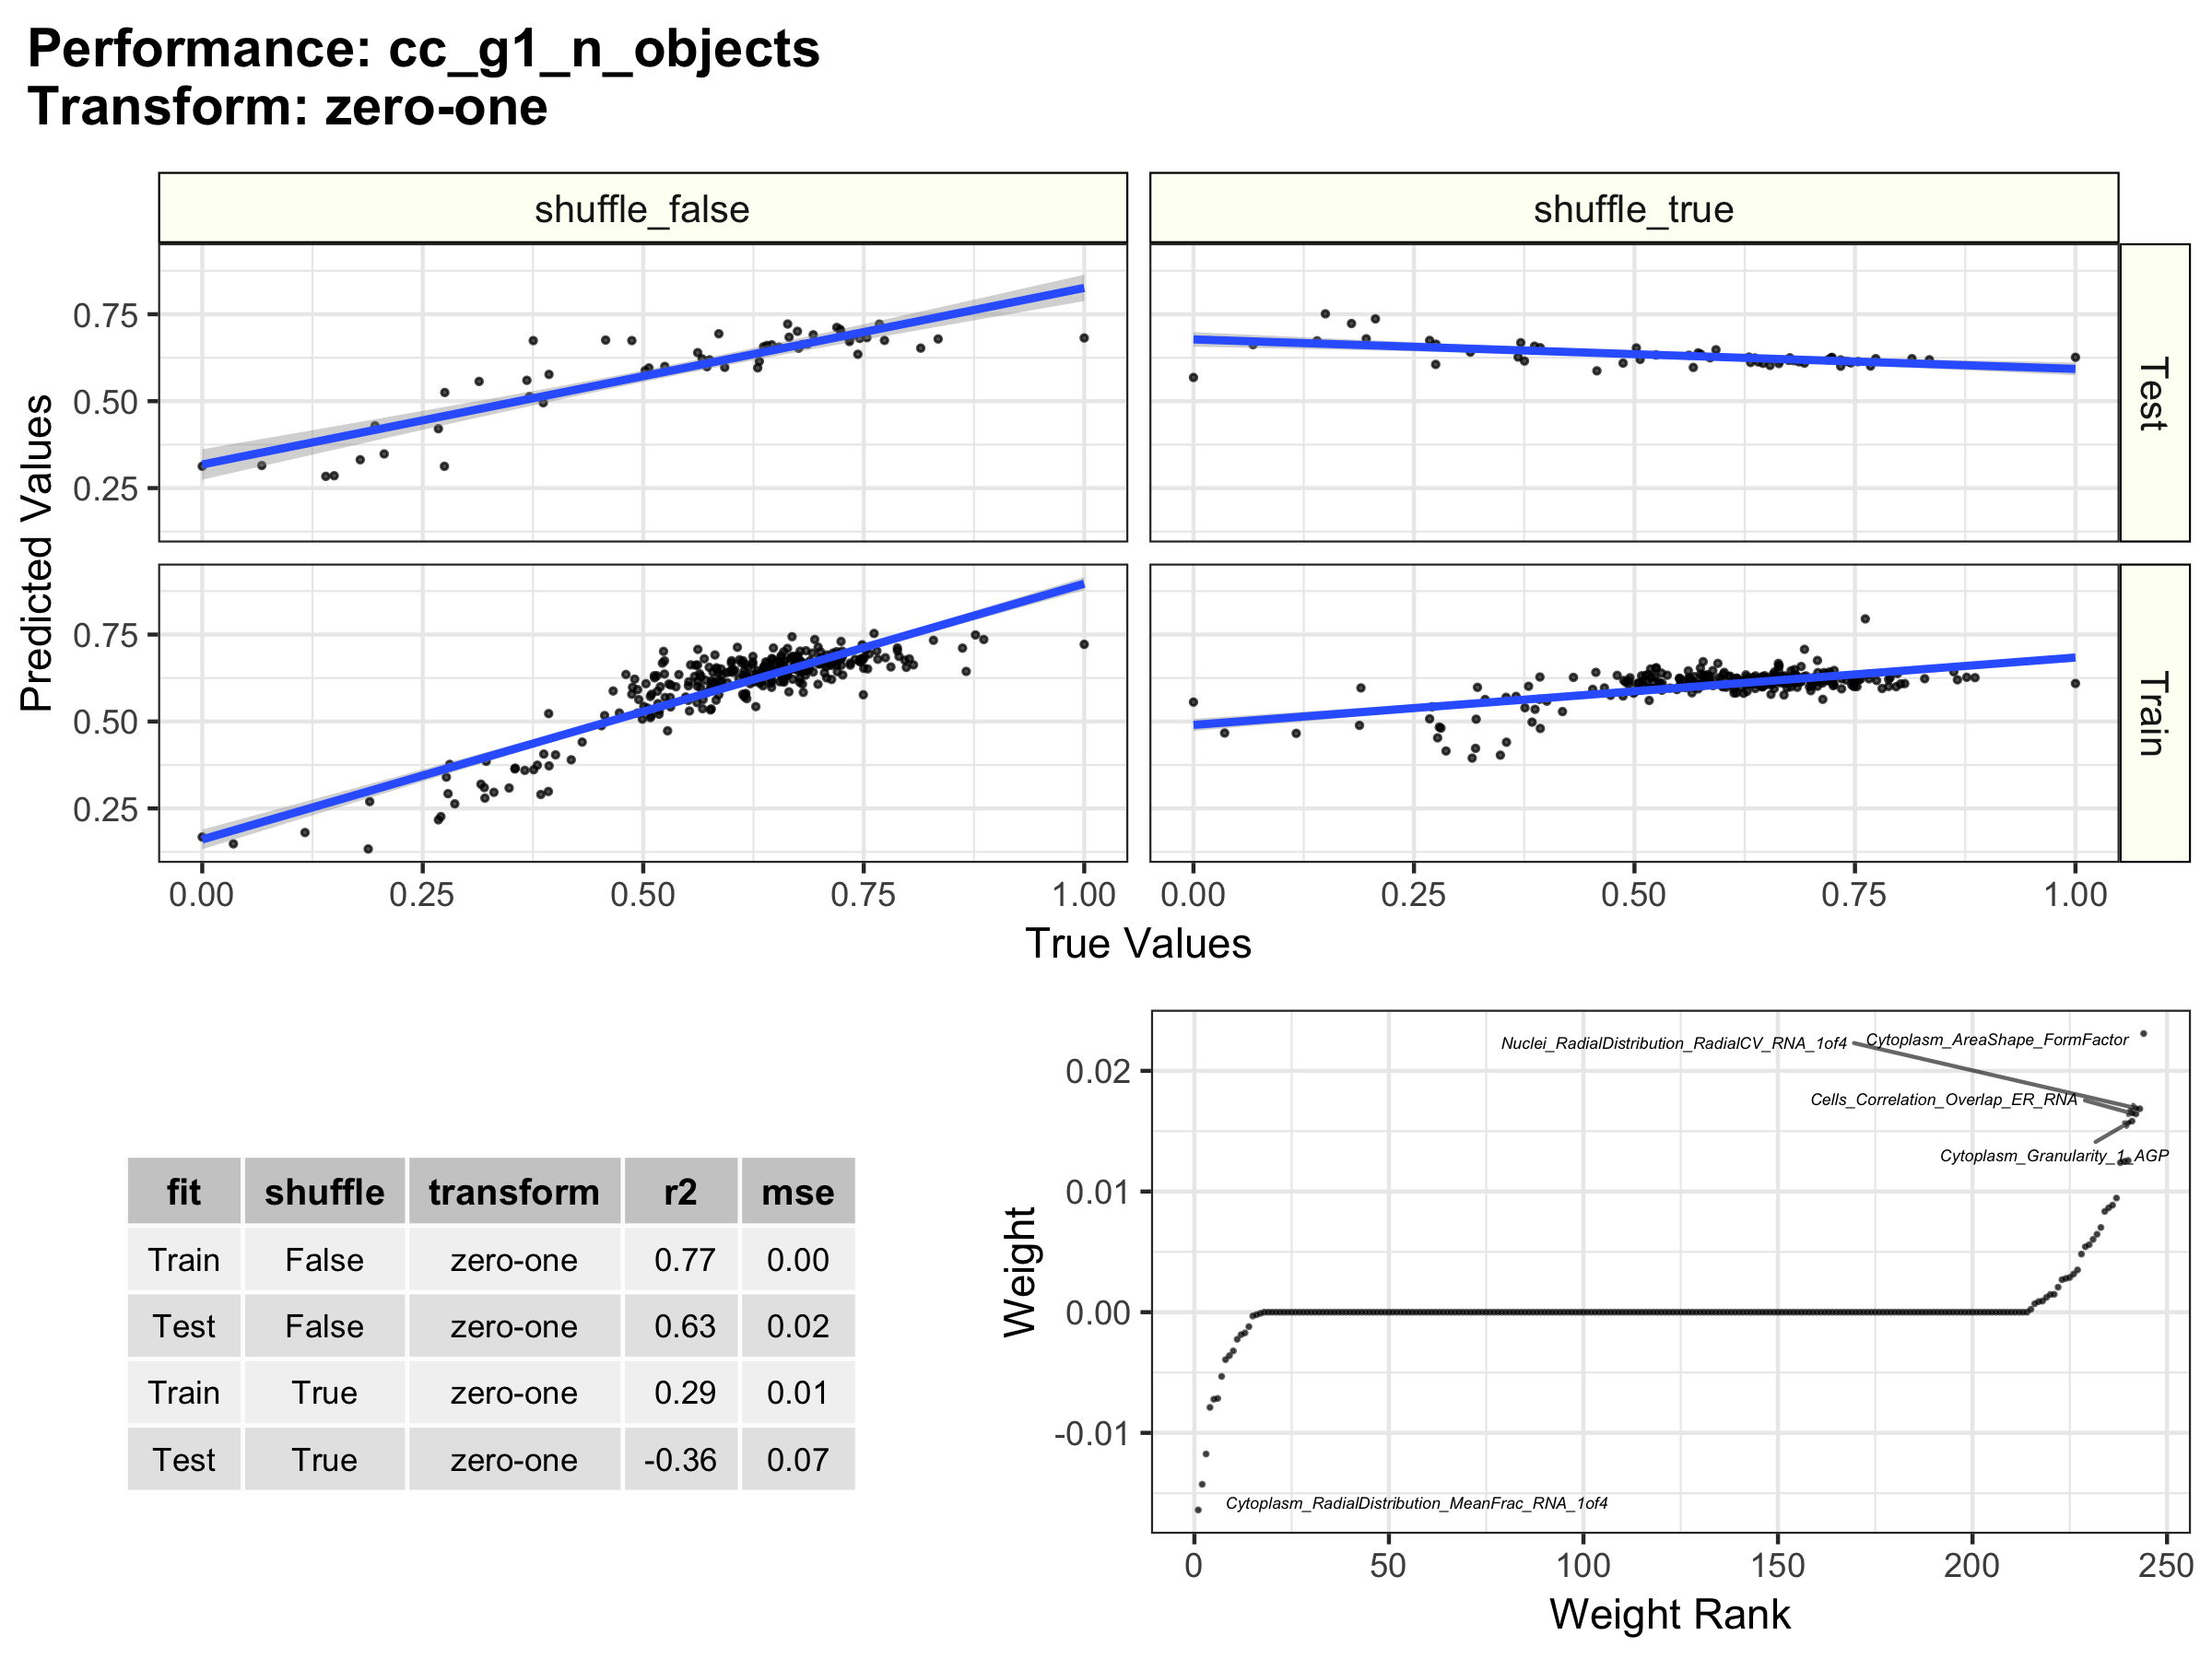 Performance: cc_g1_n_objects
Transform: zero-one
shuffle_false
shuffle_true
Predicted Values
0.75
0.50
0.25
Test
0.75
0.50
0.25
Train
0.00 0.25 0.50 0.75 1.00
0.00 0.25 0.50 0.75 1.00
True Values
fit shuffle transform r2 mse
Train False zero-one 0.77 0.00
Test False zero-one 0.63 0.02
Train True zero-one 0.29 0.01
Test True zero-one -0.36 0.07
Weight
0.02
0.01
0.00
-0.01
Nuclei_RadialDistribution_RadialCV_RNA_1of4
Cytoplasm_AreaShape_FormFactor
Cells_Correlation_Overlap_ER_RNA
Cytoplasm_Granularity_1_AGP
Cytoplasm_RadialDistribution_MeanFrac_RNA_1of4
0 50 100 150 200 250
Weight Rank